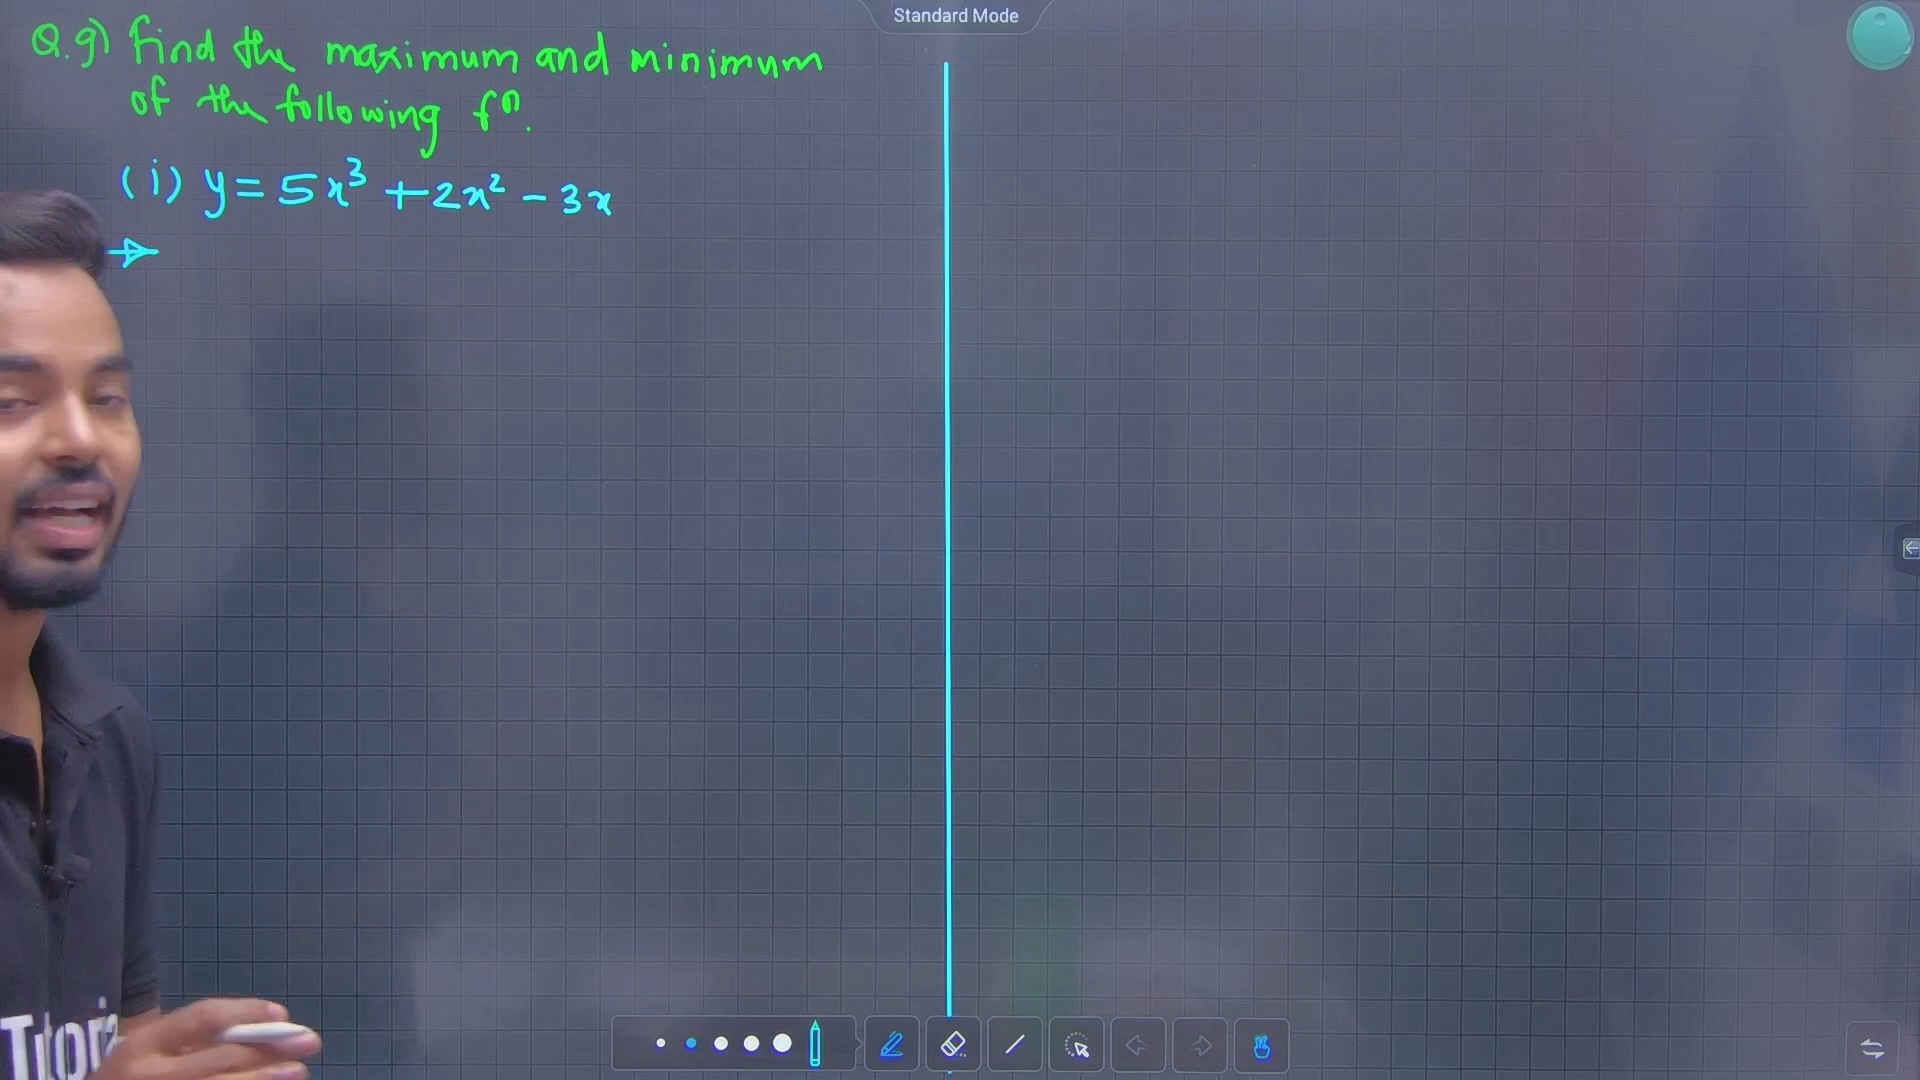 Standard Mode
Q.9) Find the maximum and minimum
of the following fⁿ.
(i) y = 5x³ + 2x² - 3x